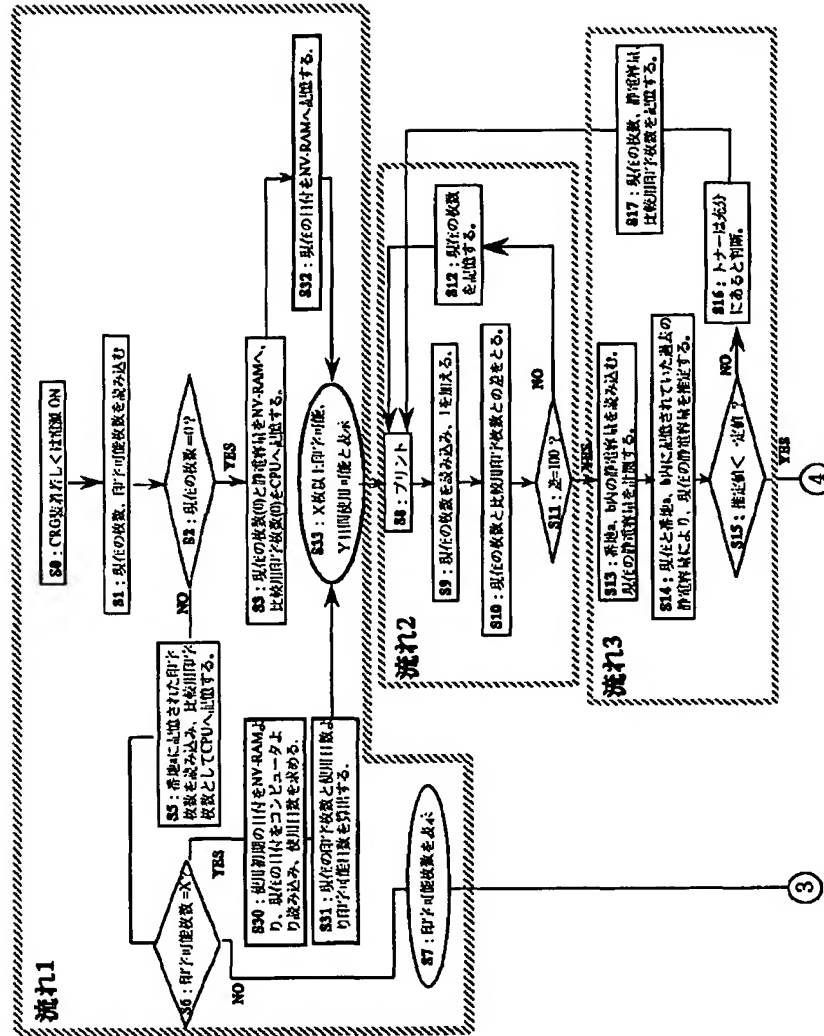 流れ1
S0：CRG装着若しくは電源ON
S1：現在の枚数、印字可能枚数を読み込む
S2：現在の枚数=0？
NO
YES
S3：現在の枚数(0)と静電容量をNV-RAMへ、
比較用印字枚数(0)をCPUへ記憶する。
S32：現在の日付をNV-RAMへ記憶する。
S5：番地aに記憶された印字
枚数を読み込み、比較用印字
枚数としてCPUへ記憶する。
S6：印字可能枚数=X？
YES
NO
S30：使用初期の日付をNV-RAMよ
り、現在の日付をコンピュータよ
り読み込み、使用日数を求める。
S31：現在の印字枚数と使用日数よ
り印字可能日数を算出する。
S33：X枚以上印字可能、
Y日間使用可能と表示
S7：印字可能枚数を表示
③
流れ2
S8：プリント
S9：現在の枚数を読み込み、1を加える。
S10：現在の枚数と比較用印字枚数との差をとる。
S11：差=100？
NO
YES
S12：現在の枚数
を記憶する。
流れ3
S13：番地a、b内の静電容量を読み込む。
現在の静電容量を計測する。
S14：現在と番地a、b内に記憶されていた過去の
静電容量により、現在の静電容量を推定する。
S15：推定値<一定値？
NO
YES
S16：トナーは充分
にあると判断。
S17：現在の枚数、静電容量、
比較用印字枚数を記憶する。
④